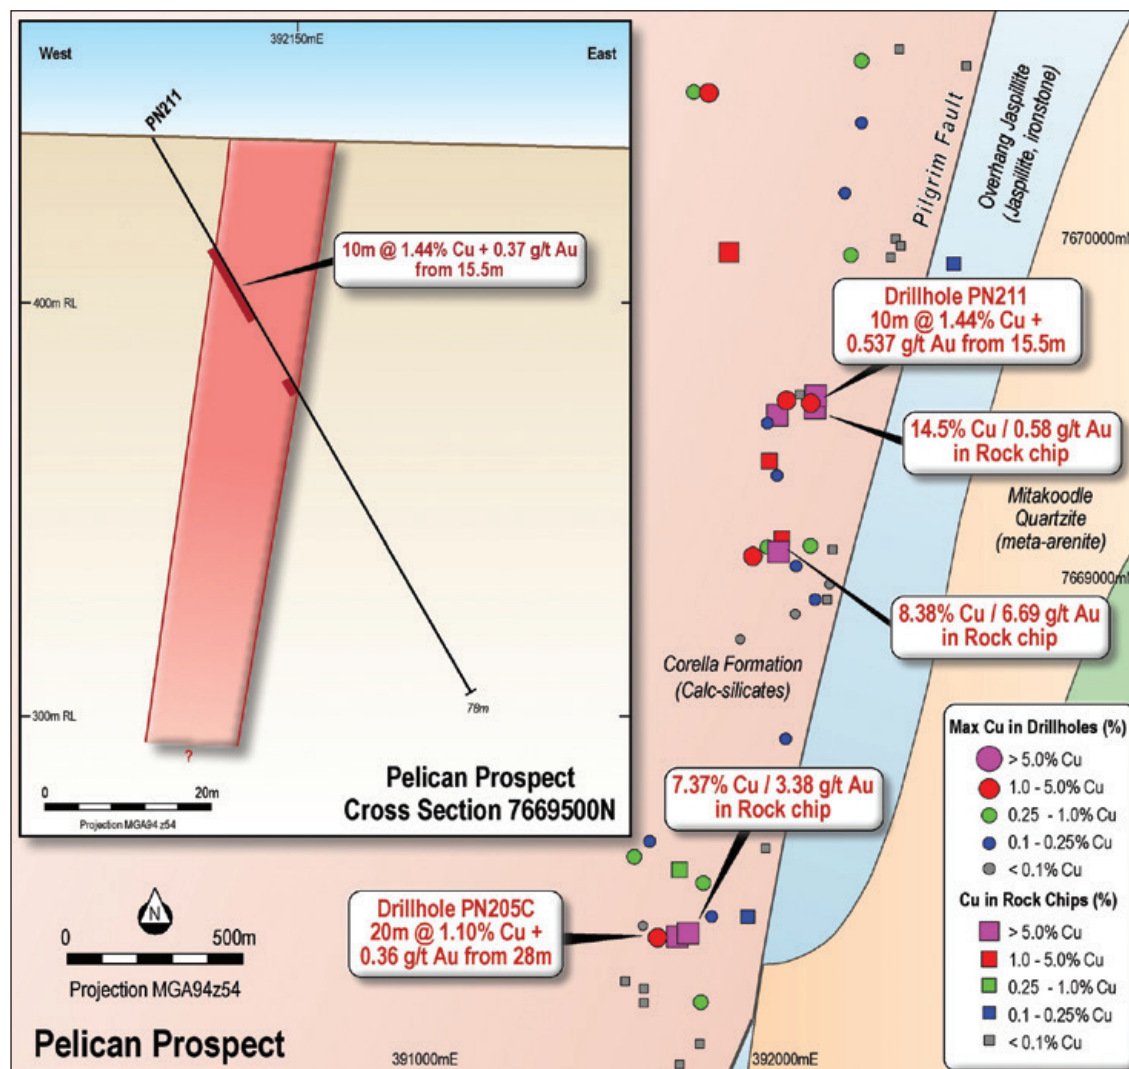 392150mE
West
East
PN211
10m @ 1.44% Cu + 0.37 g/t Au
from 15.5m
400m RL
300m RL
76m
?
0
20m
Projection MGA94 z54
Pelican Prospect
Cross Section 7669500N
Pilgrim Fault
Overhang Jaspillite
(Jaspillite, ironstone)
7670000mN
Drillhole PN211
10m @ 1.44% Cu +
0.537 g/t Au from 15.5m
14.5% Cu / 0.58 g/t Au
in Rock chip
Mitakoodle
Quartzite
(meta-arenite)
7669000mN
8.38% Cu / 6.69 g/t Au
in Rock chip
Corella Formation
(Calc-silicates)
7.37% Cu / 3.38 g/t Au
in Rock chip
Drillhole PN205C
20m @ 1.10% Cu +
0.36 g/t Au from 28m
N
0
500m
Projection MGA94z54
Pelican Prospect
391000mE
392000mE
Max Cu in Drillholes (%)
> 5.0% Cu
1.0 - 5.0% Cu
0.25 - 1.0% Cu
0.1 - 0.25% Cu
< 0.1% Cu
Cu in Rock Chips (%)
> 5.0% Cu
1.0 - 5.0% Cu
0.25 - 1.0% Cu
0.1 - 0.25% Cu
< 0.1% Cu